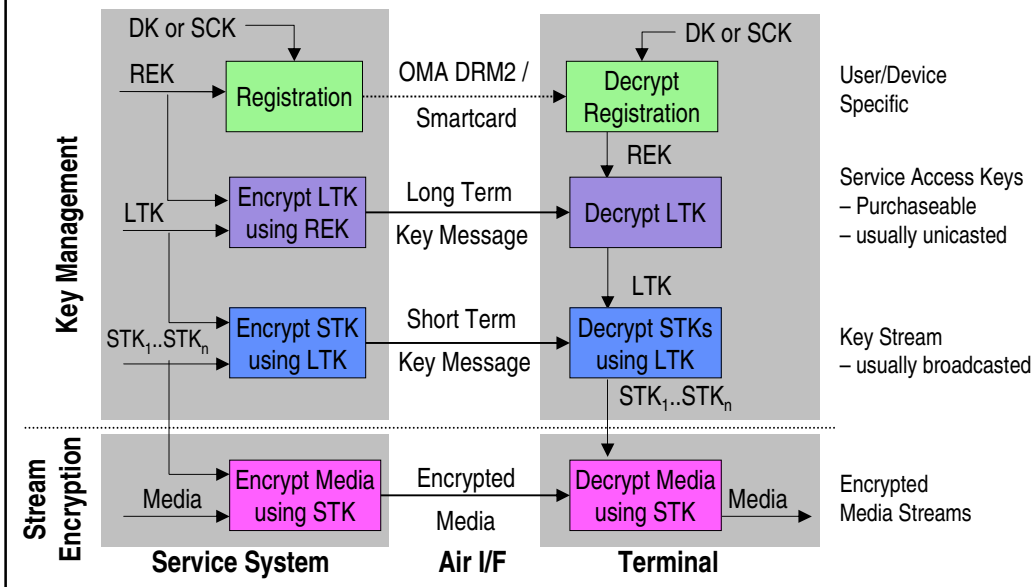 DK or SCK
DK or SCK
REK
Registration
OMA DRM2 /
Smartcard
Decrypt
Registration
User/Device
Specific
REK
Key Management
LTK
Encrypt LTK
using REK
Long Term
Key Message
Decrypt LTK
Service Access Keys
– Purchaseable
– usually unicasted
LTK
STK1..STKn
Encrypt STK
using LTK
Short Term
Key Message
Decrypt STKs
using LTK
Key Stream
– usually broadcasted
STK1..STKn
Stream
Encryption
Media
Encrypt Media
using STK
Encrypted
Media
Decrypt Media
using STK
Media
Encrypted
Media Streams
Service System
Air I/F
Terminal